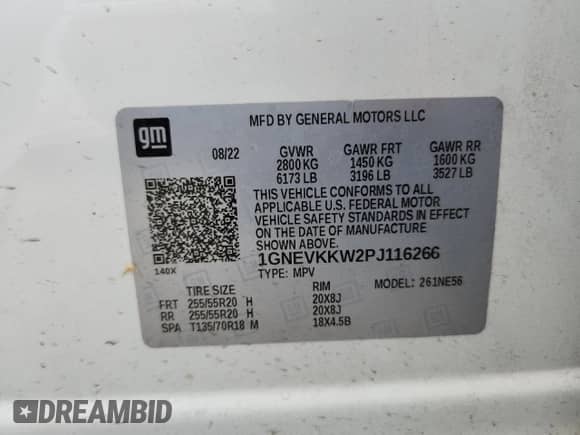 gm
MFD BY GENERAL MOTORS LLC
08/22 GVWR GAWR FRT GAWR RR
2800 KG 1450 KG 1600 KG
6173 LB 3196 LB 3527 LB
THIS VEHICLE CONFORMS TO ALL
APPLICABLE U.S. FEDERAL MOTOR
VEHICLE SAFETY STANDARDS IN EFFECT
ON THE DATE OF MANUFACTURE
SHOWN ABOVE.
140X
1GNEVKKW2PJ116266
TYPE: MPV
TIRE SIZE RIM MODEL: 261NE56
FRT 255/55R20 H 20X8J
RR 255/55R20 H 20X8J
SPA T135/70R18 M 18X4.5B
DREAMBID